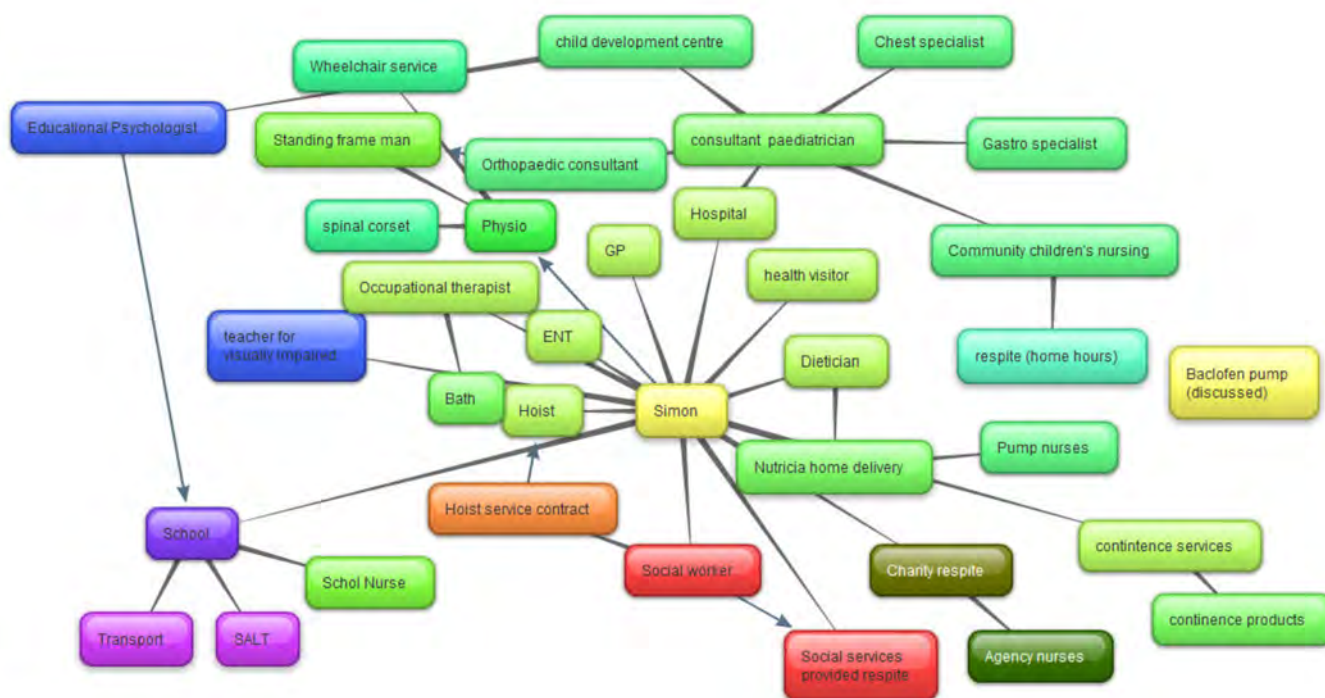 child development centre
Chest specialist
Wheelchair service
Educational Psychologist
Standing frame man
consultant paediatrician
Gastro specialist
Orthopaedic consultant
Hospital
spinal corset
Physio
GP
Community children's nursing
health visitor
Occupational therapist
teacher for
visually impaired
ENT
Dietician
respite (home hours)
Baclofen pump
(discussed)
Bath
Hoist
Simon
Nutricia home delivery
Pump nurses
Hoist service contract
School
contintence services
Schol Nurse
Social worker
Charity respite
Transport
SALT
continence products
Social services
provided respite
Agency nurses